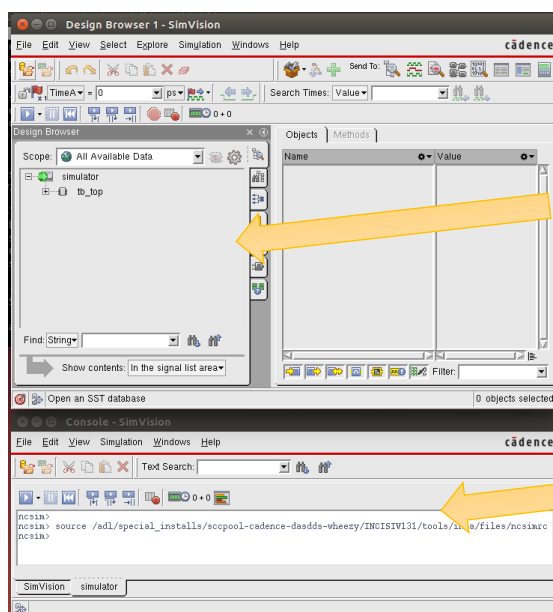 Design Browser 1 - SimVision
File Edit View Select Explore Simulation Windows Help cādence
Send To:
TimeA = 0 ps Search Times: Value
0 + 0
Design Browser
Objects Methods
Scope: All Available Data
Name Value
simulator
tb_top
Find: String
Show contents: In the signal list area
Filter:
Open an SST database 0 objects selected
Console - SimVision
File Edit View Simulation Windows Help cādence
Text Search:
0 + 0
ncsim>
ncsim> source /adl/special_installs/sccpool-cadence-dasdds-wheezy/INCISIV131/tools/ /files/ncsimrc
ncsim>
SimVision simulator